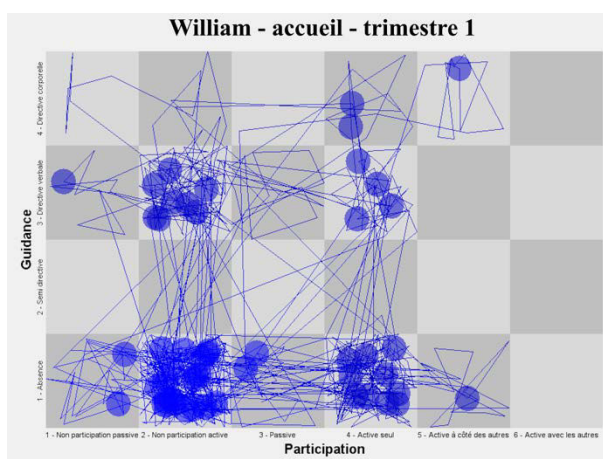 William - accueil - trimestre 1
Guidance
4 - Directive corporelle
3 - Directive verbale
2 - Semi directive
1 - Absence
1 - Non participation passive
2 - Non participation active
3 - Passive
4 - Active seul
5 - Active à côté des autres
6 - Active avec les autres
Participation